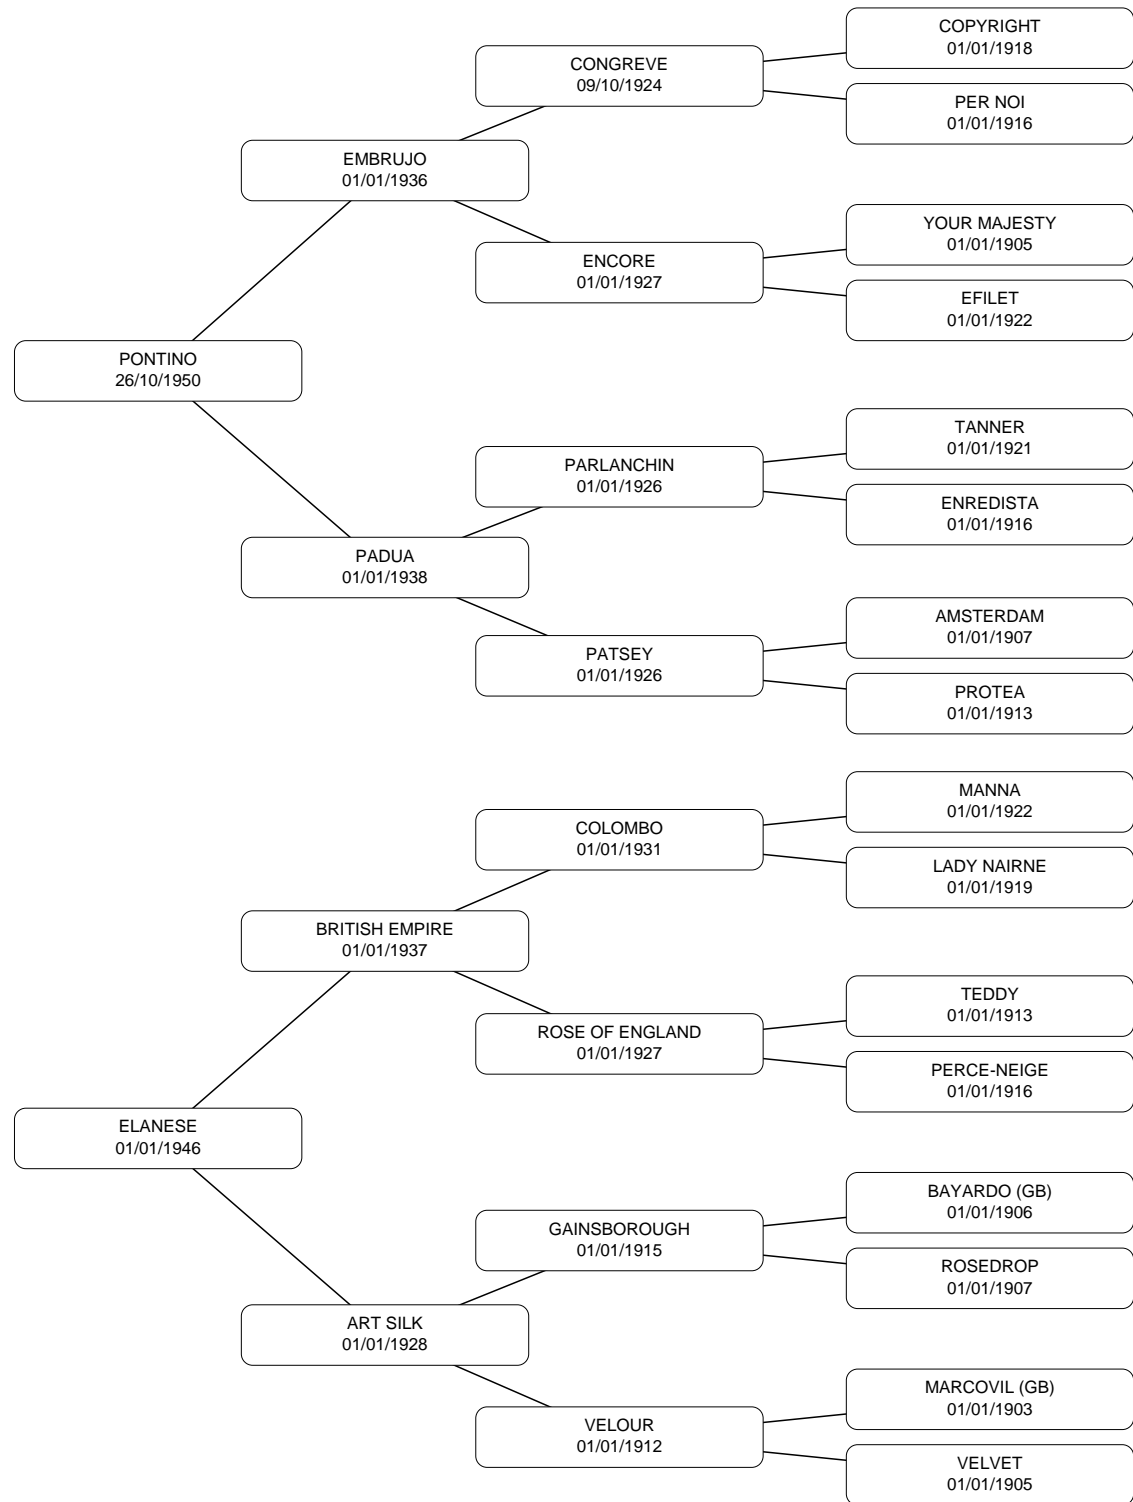 COPYRIGHT
01/01/1918
CONGREVE
09/10/1924
PER NOI
01/01/1916
EMBRUJO
01/01/1936
YOUR MAJESTY
01/01/1905
ENCORE
01/01/1927
EFILET
01/01/1922
PONTINO
26/10/1950
TANNER
01/01/1921
PARLANCHIN
01/01/1926
ENREDISTA
01/01/1916
PADUA
01/01/1938
AMSTERDAM
01/01/1907
PATSEY
01/01/1926
PROTEA
01/01/1913
MANNA
01/01/1922
COLOMBO
01/01/1931
LADY NAIRNE
01/01/1919
BRITISH EMPIRE
01/01/1937
TEDDY
01/01/1913
ROSE OF ENGLAND
01/01/1927
PERCE-NEIGE
01/01/1916
ELANESE
01/01/1946
BAYARDO (GB)
01/01/1906
GAINSBOROUGH
01/01/1915
ROSEDROP
01/01/1907
ART SILK
01/01/1928
MARCOVIL (GB)
01/01/1903
VELOUR
01/01/1912
VELVET
01/01/1905